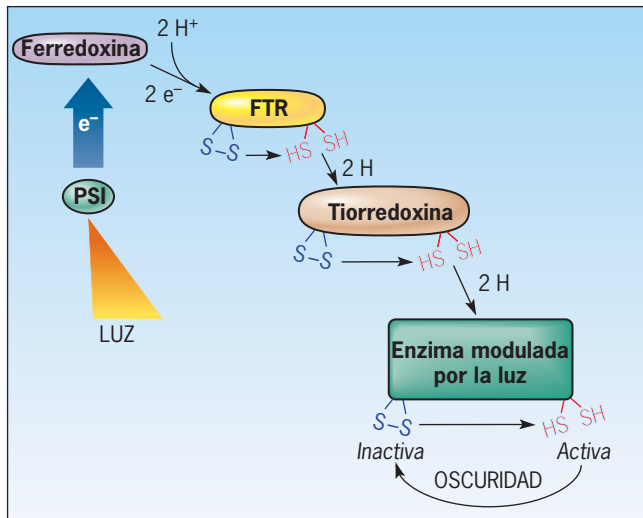 Ferredoxina
2 H⁺
2 e⁻
FTR
e⁻
S-S
HS SH
2 H
PSI
Tiorredoxina
S-S
HS SH
2 H
LUZ
Enzima modulada
por la luz
S-S
HS SH
Inactiva
Activa
OSCURIDAD